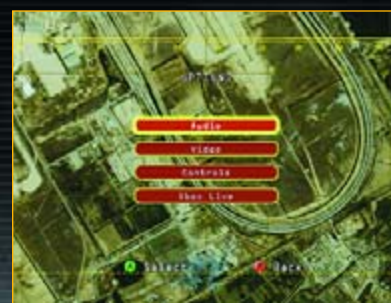 OPTIONS
Audio
Video
Controls
Xbox Live
A Select
B Back